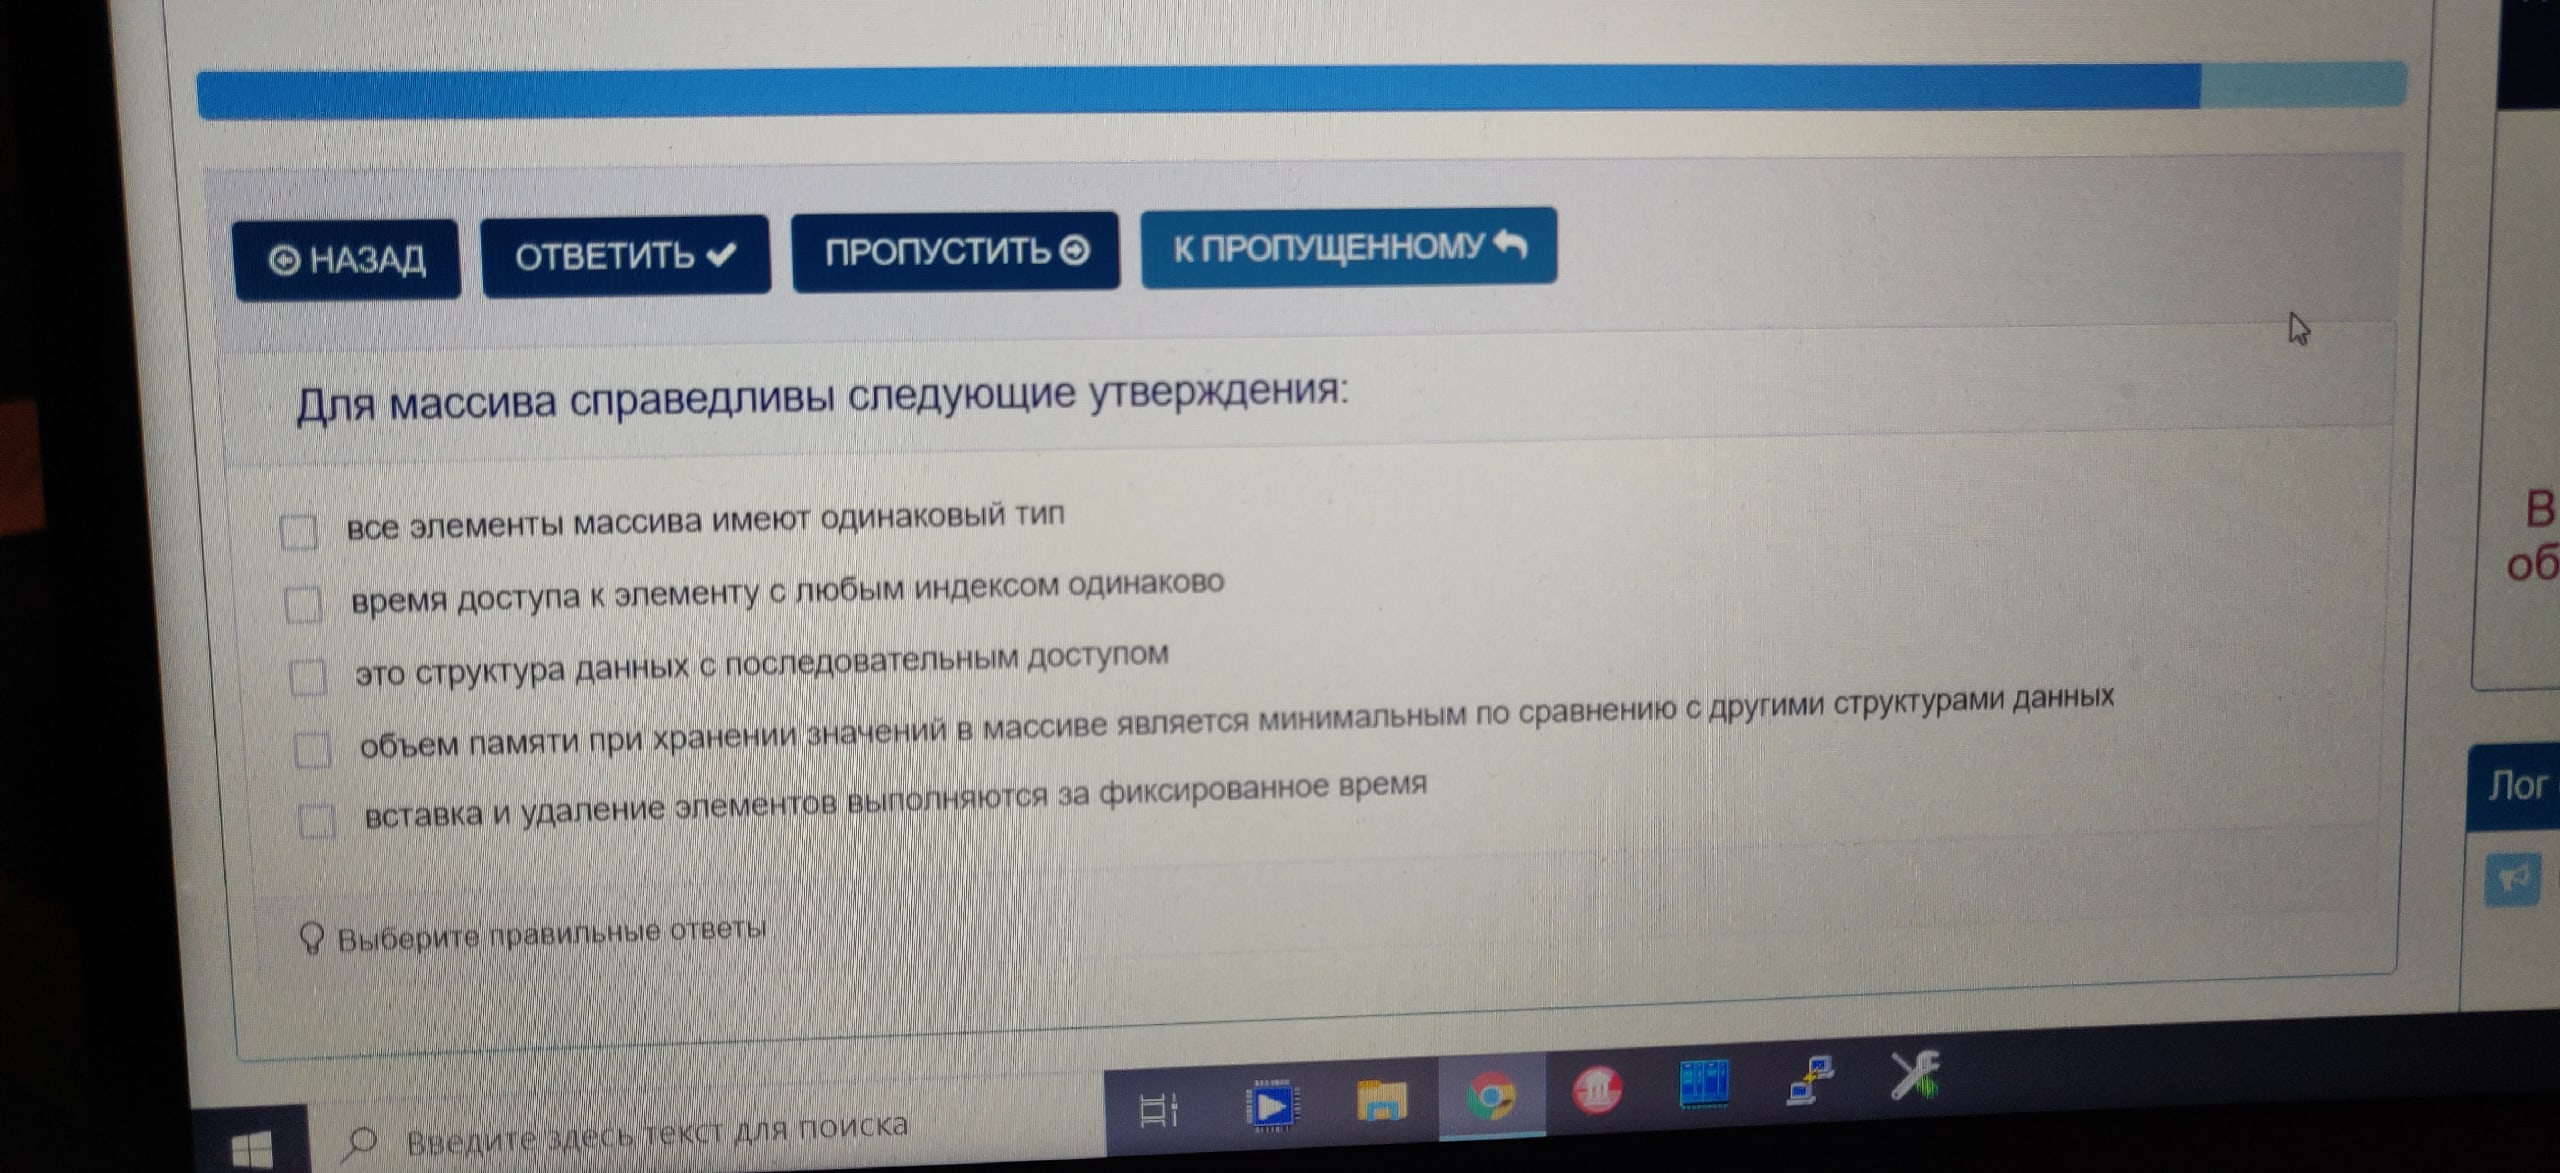 НАЗАД
ОТВЕТИТЬ
ПРОПУСТИТЬ
К ПРОПУЩЕННОМУ
Для массива справедливы следующие утверждения:
все элементы массива имеют одинаковый тип
время доступа к элементу с любым индексом одинаково
это структура данных с последовательным доступом
объем памяти при хранении значений в массиве является минимальным по сравнению с другими структурами данных
вставка и удаление элементов выполняются за фиксированное время
Выберите правильные ответы
В
об
Лог
Введите здесь текст для поиска